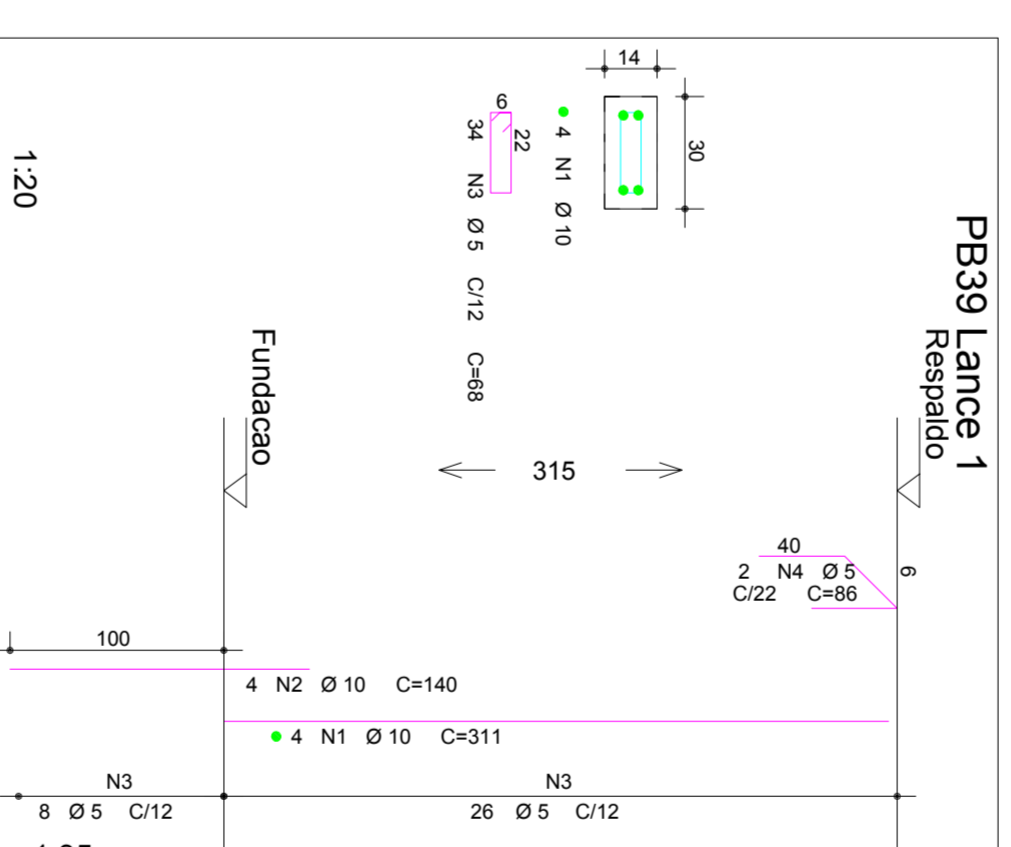 PB39 Lance 1
Respaldo
14
30
4 N1 Ø 10
6
22
34 N3 Ø 5 C/12 C=68
1:20
Fundacao
315
40
2 N4 Ø 5
C/22 C=86
6
100
4 N2 Ø 10 C=140
4 N1 Ø 10 C=311
N3
8 Ø 5 C/12
N3
26 Ø 5 C/12